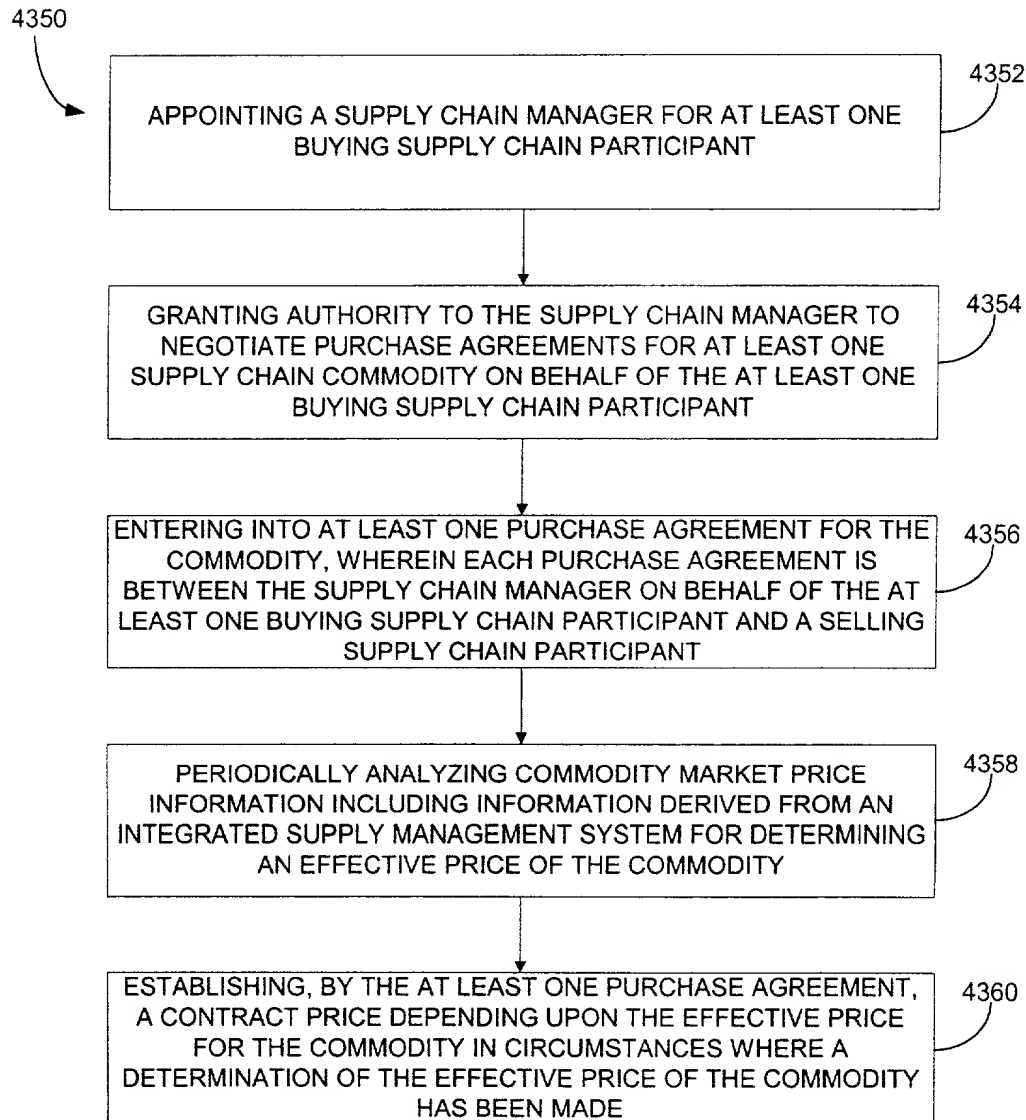 4350
APPOINTING A SUPPLY CHAIN MANAGER FOR AT LEAST ONE
BUYING SUPPLY CHAIN PARTICIPANT
4352
GRANTING AUTHORITY TO THE SUPPLY CHAIN MANAGER TO
NEGOTIATE PURCHASE AGREEMENTS FOR AT LEAST ONE
SUPPLY CHAIN COMMODITY ON BEHALF OF THE AT LEAST ONE
BUYING SUPPLY CHAIN PARTICIPANT
4354
ENTERING INTO AT LEAST ONE PURCHASE AGREEMENT FOR THE
COMMODITY, WHEREIN EACH PURCHASE AGREEMENT IS
BETWEEN THE SUPPLY CHAIN MANAGER ON BEHALF OF THE AT
LEAST ONE BUYING SUPPLY CHAIN PARTICIPANT AND A SELLING
SUPPLY CHAIN PARTICIPANT
4356
PERIODICALLY ANALYZING COMMODITY MARKET PRICE
INFORMATION INCLUDING INFORMATION DERIVED FROM AN
INTEGRATED SUPPLY MANAGEMENT SYSTEM FOR DETERMINING
AN EFFECTIVE PRICE OF THE COMMODITY
4358
ESTABLISHING, BY THE AT LEAST ONE PURCHASE AGREEMENT,
A CONTRACT PRICE DEPENDING UPON THE EFFECTIVE PRICE
FOR THE COMMODITY IN CIRCUMSTANCES WHERE A
DETERMINATION OF THE EFFECTIVE PRICE OF THE COMMODITY
HAS BEEN MADE
4360